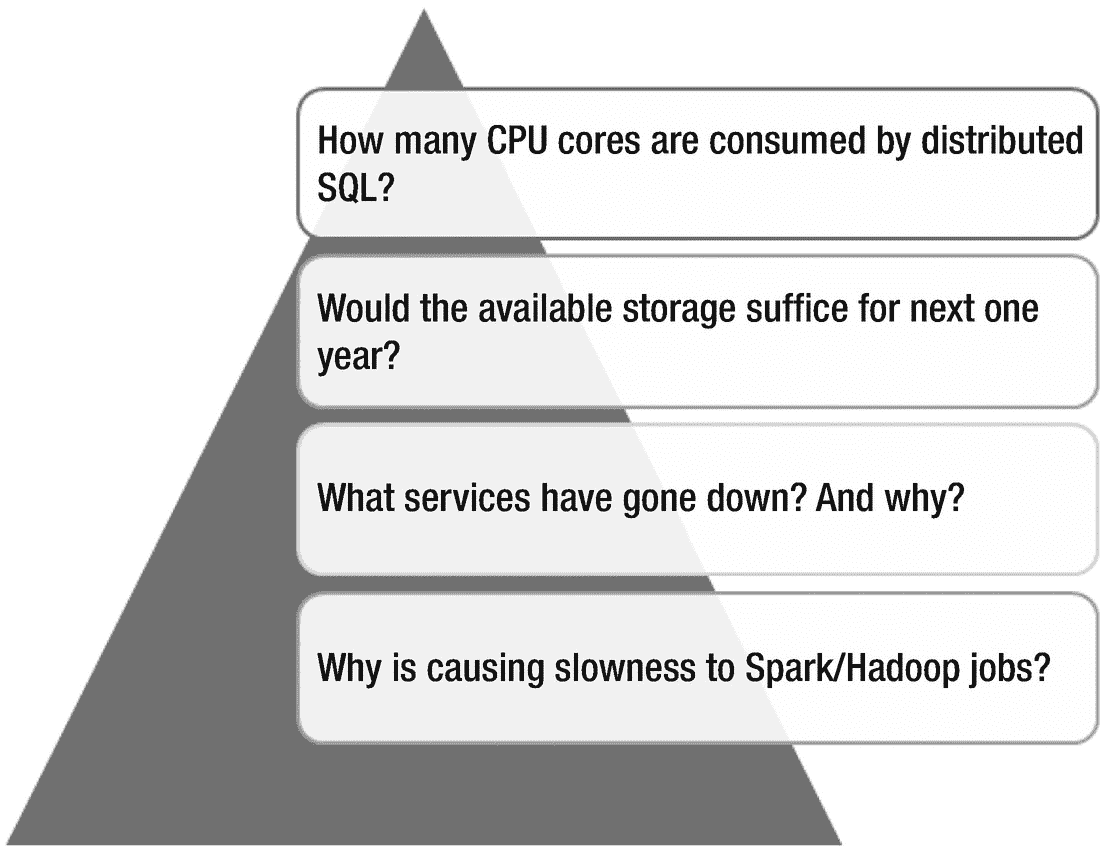 How many CPU cores are consumed by distributed
SQL?
Would the available storage suffice for next one
year?
What services have gone down? And why?
Why is causing slowness to Spark/Hadoop jobs?